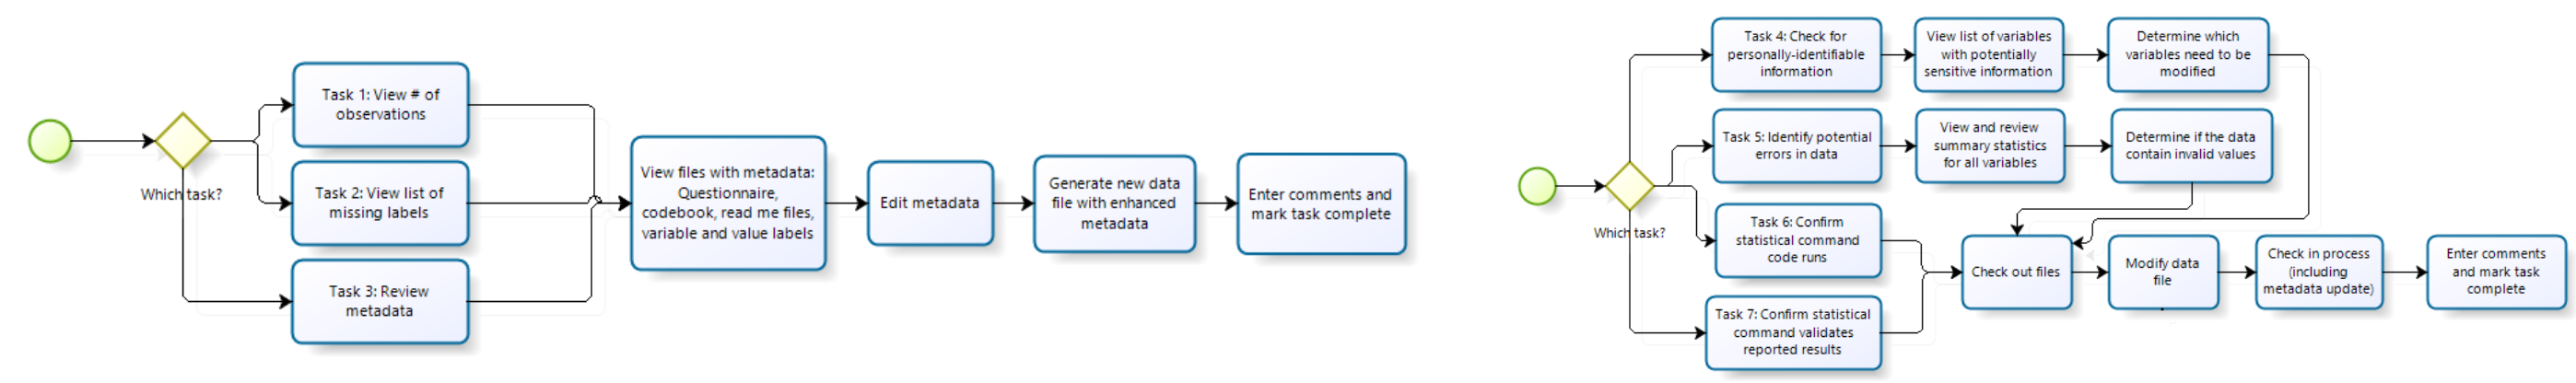 Which task?
Task 1: View # of
observations
Task 2: View list of
missing labels
Task 3: Review
metadata
View files with metadata:
Questionnaire,
codebook, read me files,
variable and value labels
Edit metadata
Generate new data
file with enhanced
metadata
Enter comments and
mark task complete
Which task?
Task 4: Check for
personally-identifiable
information
View list of variables
with potentially
sensitive information
Determine which
variables need to be
modified
Task 5: Identify potential
errors in data
View and review
summary statistics
for all variables
Determine if the data
contain invalid values
Task 6: Confirm
statistical command
code runs
Task 7: Confirm statistical
command validates
reported results
Check out files
Modify data
file
Check in process
(including
metadata update)
Enter comments
and mark task
complete